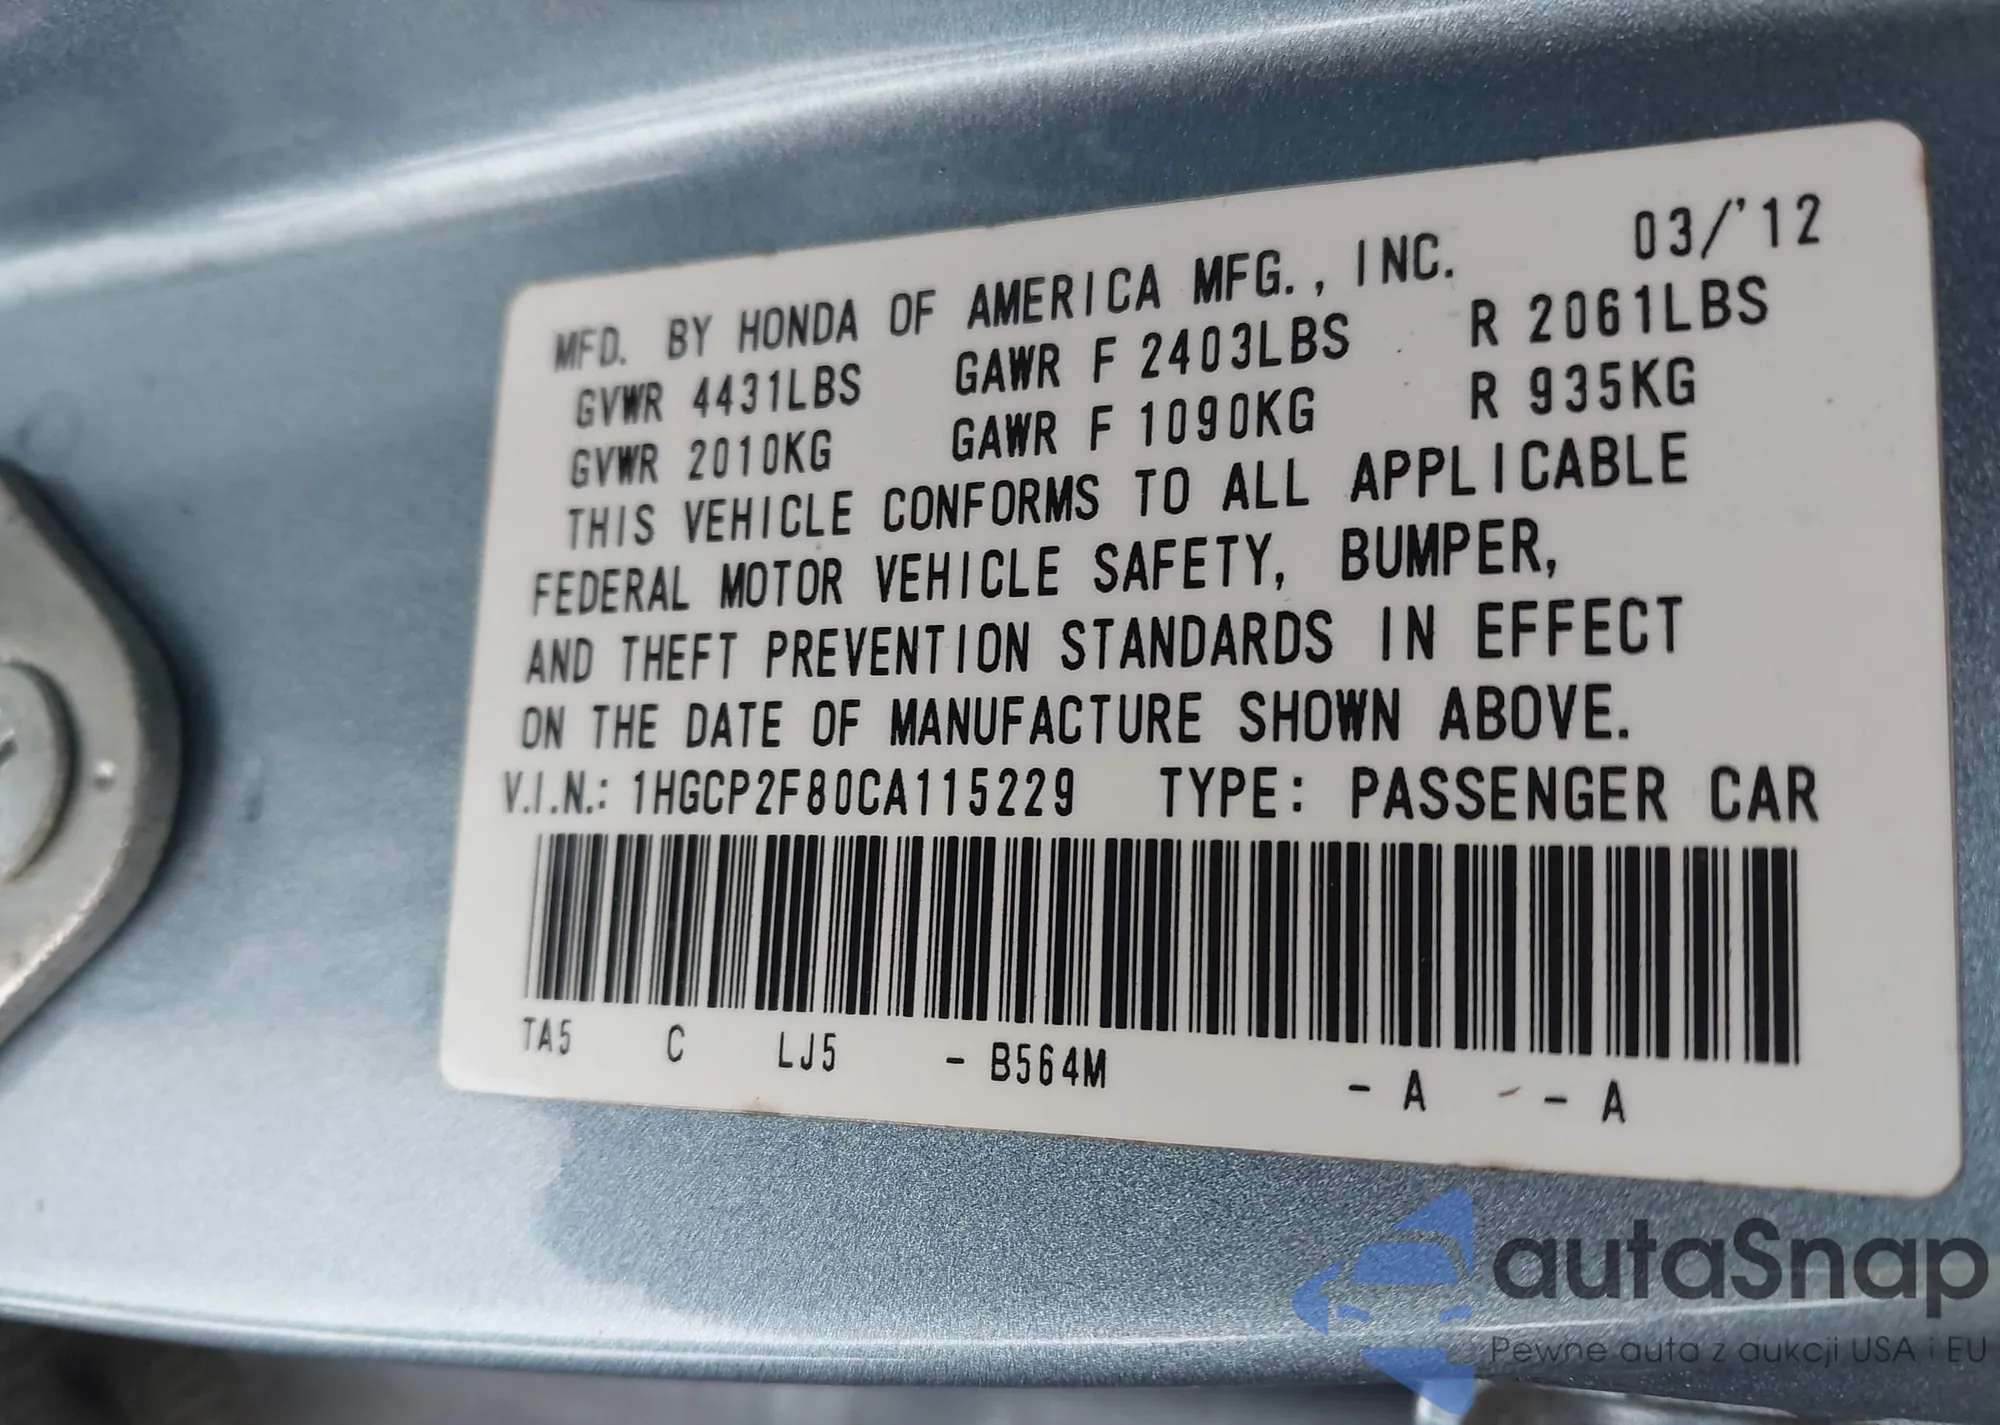 MFD. BY HONDA OF AMERICA MFG., INC. 03/'12
GVWR 4431LBS GAWR F 2403LBS R 2061LBS
GVWR 2010KG GAWR F 1090KG R 935KG
THIS VEHICLE CONFORMS TO ALL APPLICABLE
FEDERAL MOTOR VEHICLE SAFETY, BUMPER,
AND THEFT PREVENTION STANDARDS IN EFFECT
ON THE DATE OF MANUFACTURE SHOWN ABOVE.
V.I.N.: 1HGCP2F80CA115229 TYPE: PASSENGER CAR
TA5 C LJ5 - B564M - A - A
autaSnap
Pewne auta z aukcji USA i EU